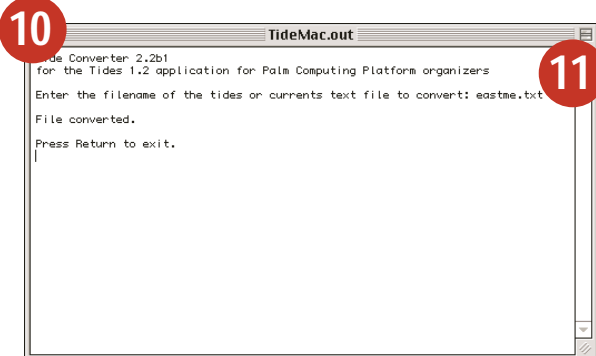 10
TideMac.out
11
de Converter 2.2b1
for the Tides 1.2 application for Palm Computing Platform organizers
Enter the filename of the tides or currents text file to convert: eastme.txt
File converted.
Press Return to exit.